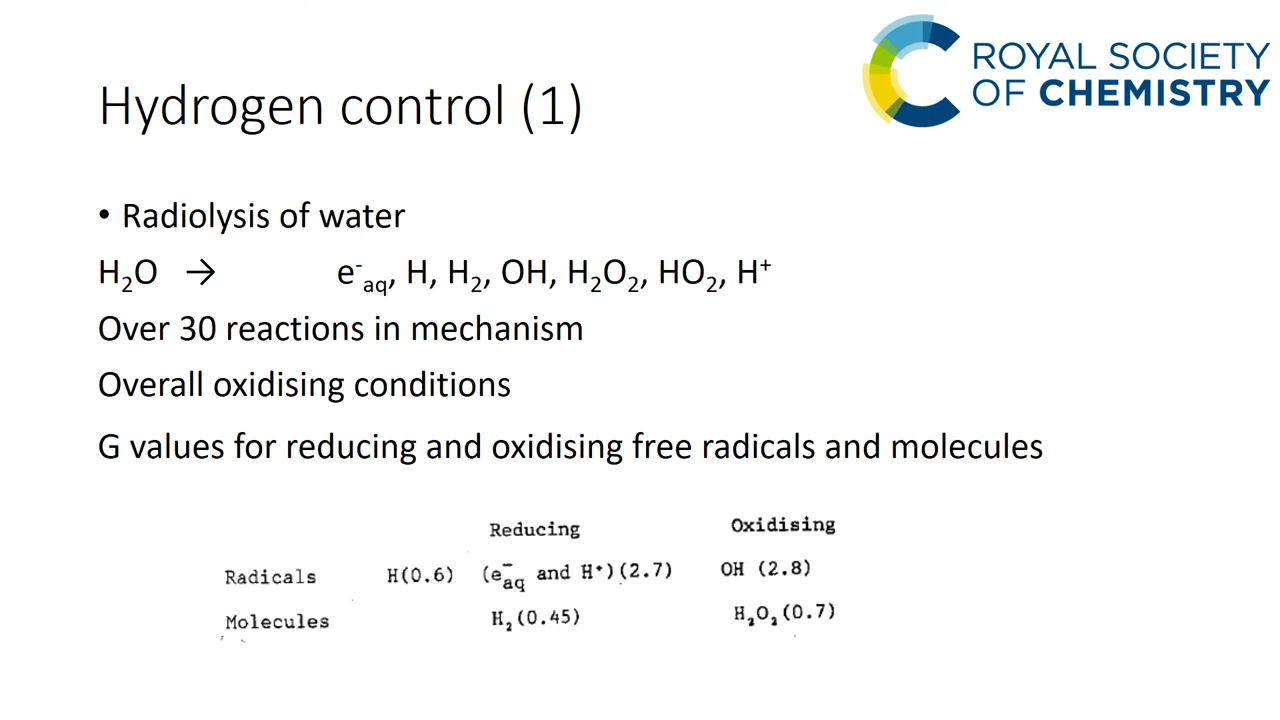 ROYAL SOCIETY
OF CHEMISTRY
Hydrogen control (1)
• Radiolysis of water
H₂O → e⁻aq, H, H₂, OH, H₂O₂, HO₂, H⁺
Over 30 reactions in mechanism
Overall oxidising conditions
G values for reducing and oxidising free radicals and molecules
Reducing Oxidising
Radicals H(0.6) (e⁻aq and H⁺)(2.7) OH (2.8)
Molecules H₂(0.45) H₂O₂(0.7)